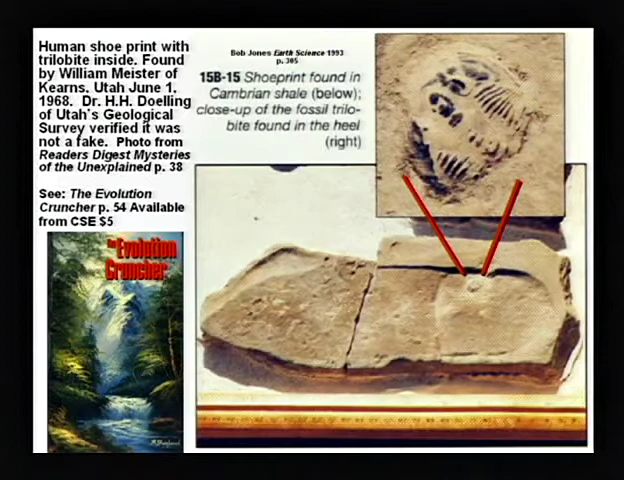 Human shoe print with
trilobite inside. Found
by William Meister of
Kearns. Utah June 1.
1968. Dr. H.H. Doelling
of Utah's Geological
Survey verified it was
not a fake. Photo from
Readers Digest Mysteries
of the Unexplained p. 38
See: The Evolution
Cruncher p. 54 Available
from CSE $5
The Evolution
Cruncher
Bob Jones Earth Science 1993
p. 305
15B-15 Shoeprint found in
Cambrian shale (below);
close-up of the fossil trilo-
bite found in the heel
(right)